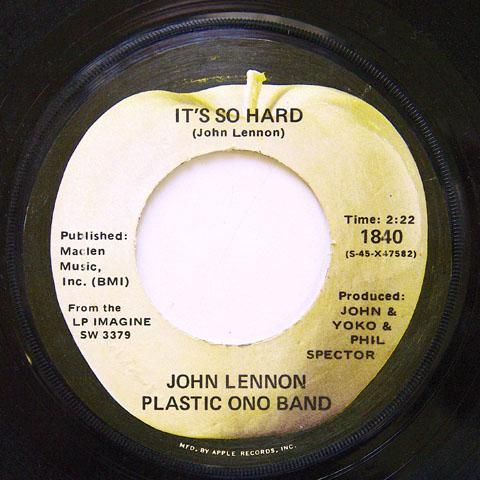 IT'S SO HARD
(John Lennon)
Published:
Maclen
Music,
Inc. (BMI)
From the
LP IMAGINE
SW 3379
Time: 2:22
1840
(S-45-X47582)
Produced:
JOHN &
YOKO &
PHIL
SPECTOR
JOHN LENNON
PLASTIC ONO BAND
MFD. BY APPLE RECORDS, INC.